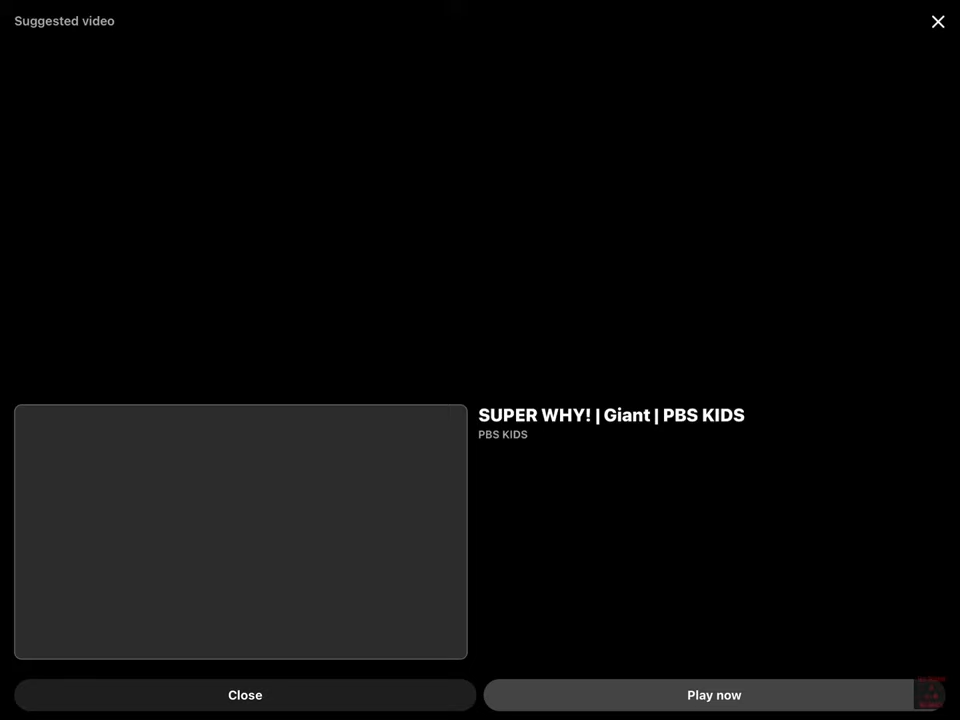 Suggested video
SUPER WHY! | Giant | PBS KIDS
PBS KIDS
Close
Play now